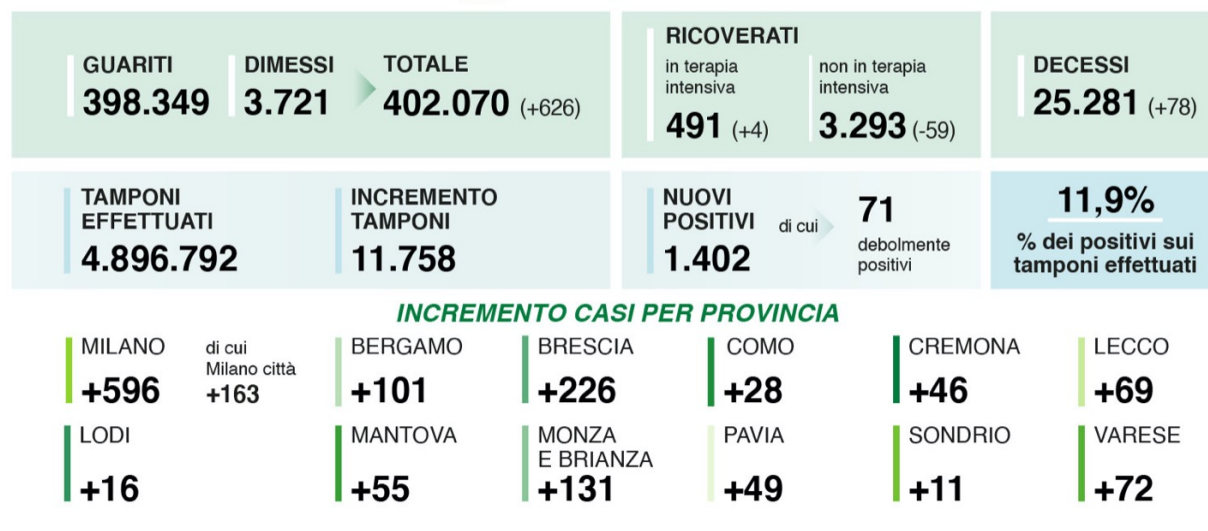 GUARITI
398.349
DIMESSI
3.721
TOTALE
402.070 (+626)
RICOVERATI
in terapia
intensiva
491 (+4)
non in terapia
intensiva
3.293 (-59)
DECESSI
25.281 (+78)
TAMPONI
EFFETTUATI
4.896.792
INCREMENTO
TAMPONI
11.758
NUOVI
POSITIVI
1.402
di cui
71
debolmente
positivi
11,9%
% dei positivi sui
tamponi effettuati
INCREMENTO CASI PER PROVINCIA
MILANO
+596
di cui
Milano città
+163
BERGAMO
+101
BRESCIA
+226
COMO
+28
CREMONA
+46
LECCO
+69
LODI
+16
MANTOVA
+55
MONZA
E BRIANZA
+131
PAVIA
+49
SONDRIO
+11
VARESE
+72